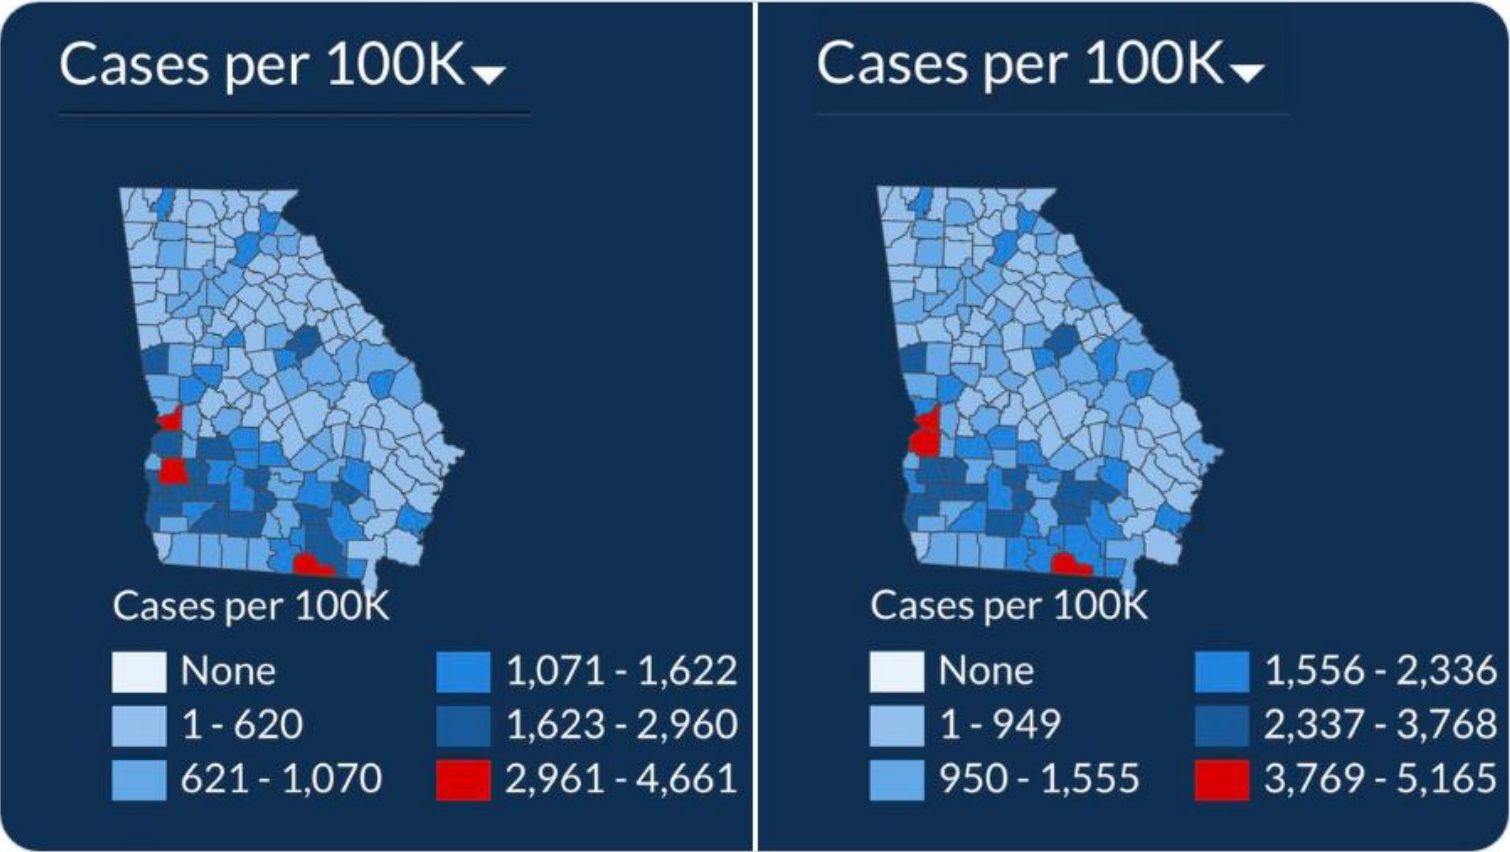 Cases per 100K
Cases per 100K
None
1 - 620
621 - 1,070
1,071 - 1,622
1,623 - 2,960
2,961 - 4,661
Cases per 100K
Cases per 100K
None
1 - 949
950 - 1,555
1,556 - 2,336
2,337 - 3,768
3,769 - 5,165